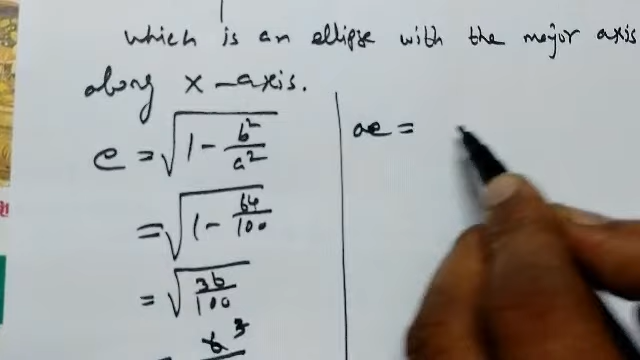 which is an ellipse with the major axis
along x-axis.
e = √(1 - b²/a²)
= √(1 - 64/100)
= √(36/100)
ae =